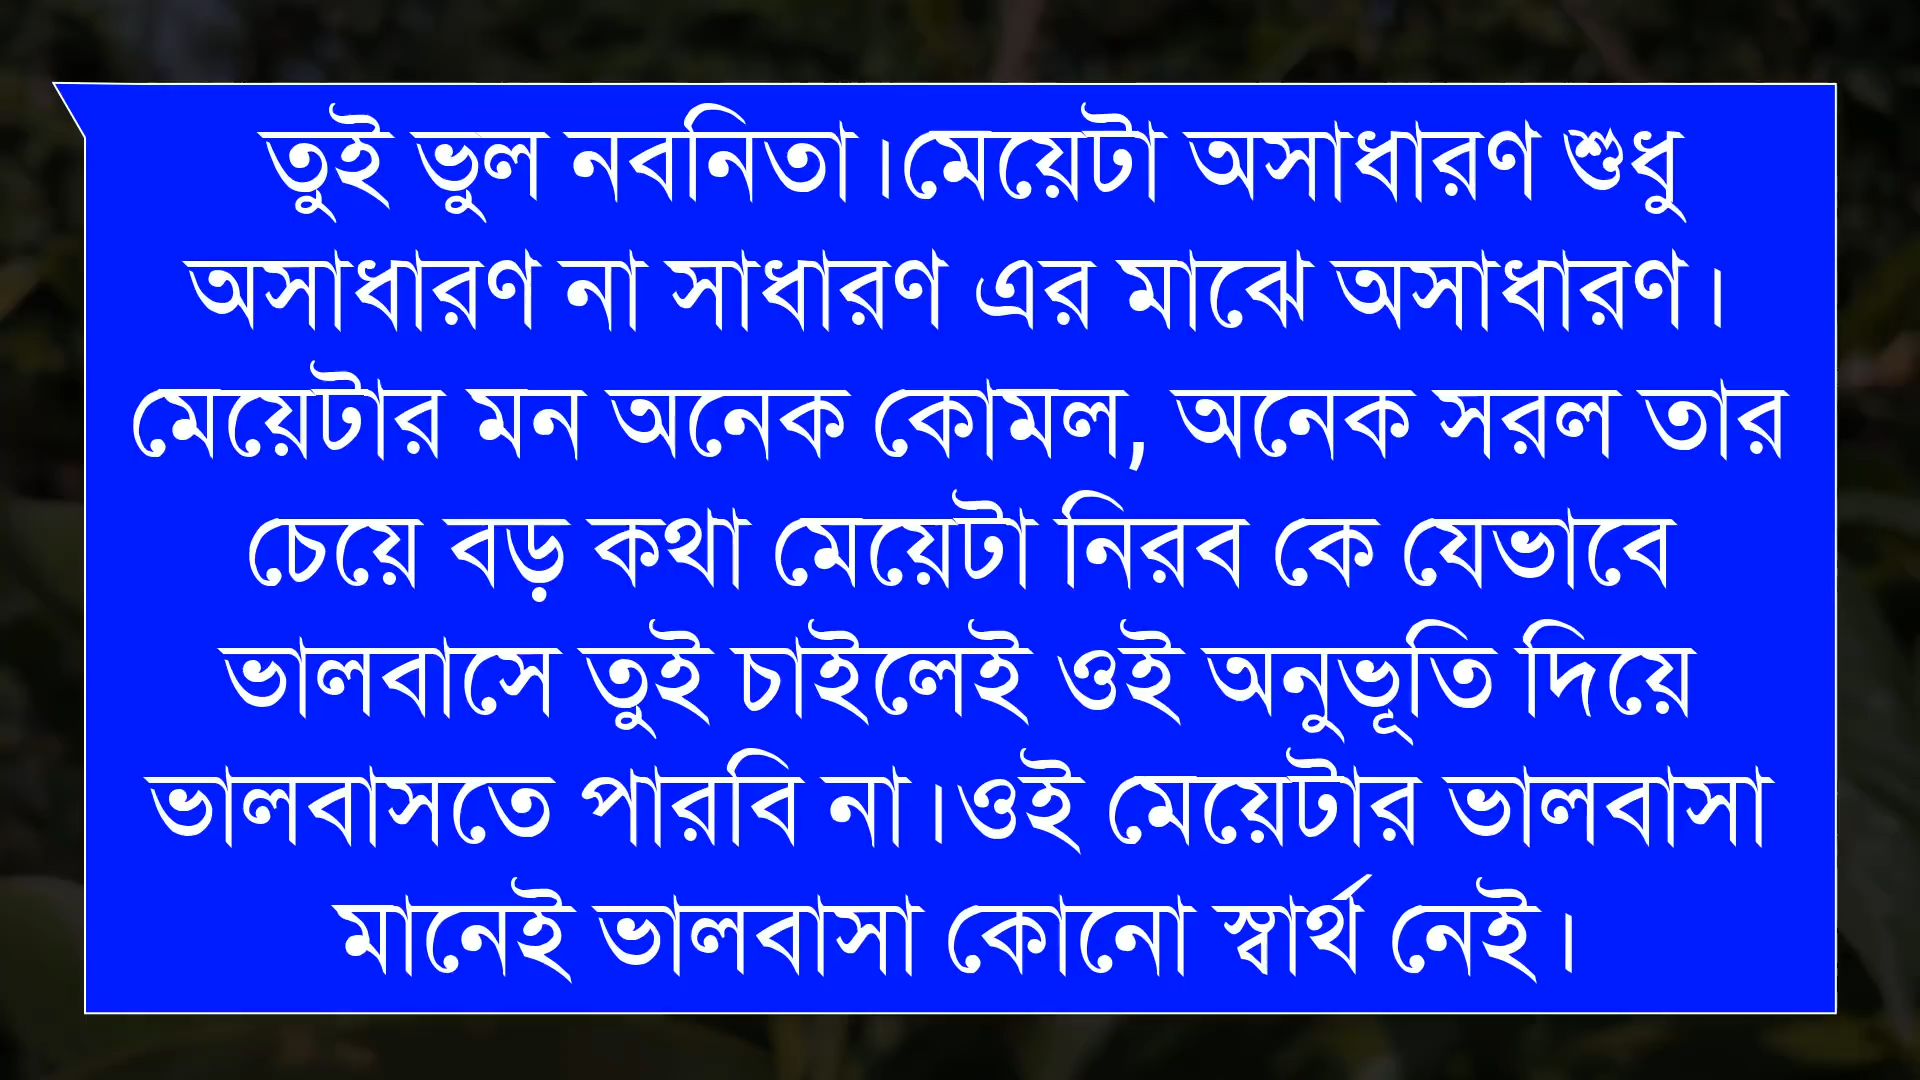 তুই ভুল নবনিতা।মেয়েটা অসাধারণ শুধু
অসাধারণ না সাধারণ এর মাঝে অসাধারণ।
মেয়েটার মন অনেক কোমল, অনেক সরল তার
চেয়ে বড় কথা মেয়েটা নিরব কে যেভাবে
ভালবাসে তুই চাইলেই ওই অনুভূতি দিয়ে
ভালবাসতে পারবি না।ওই মেয়েটার ভালবাসা
মানেই ভালবাসা কোনো স্বার্থ নেই।